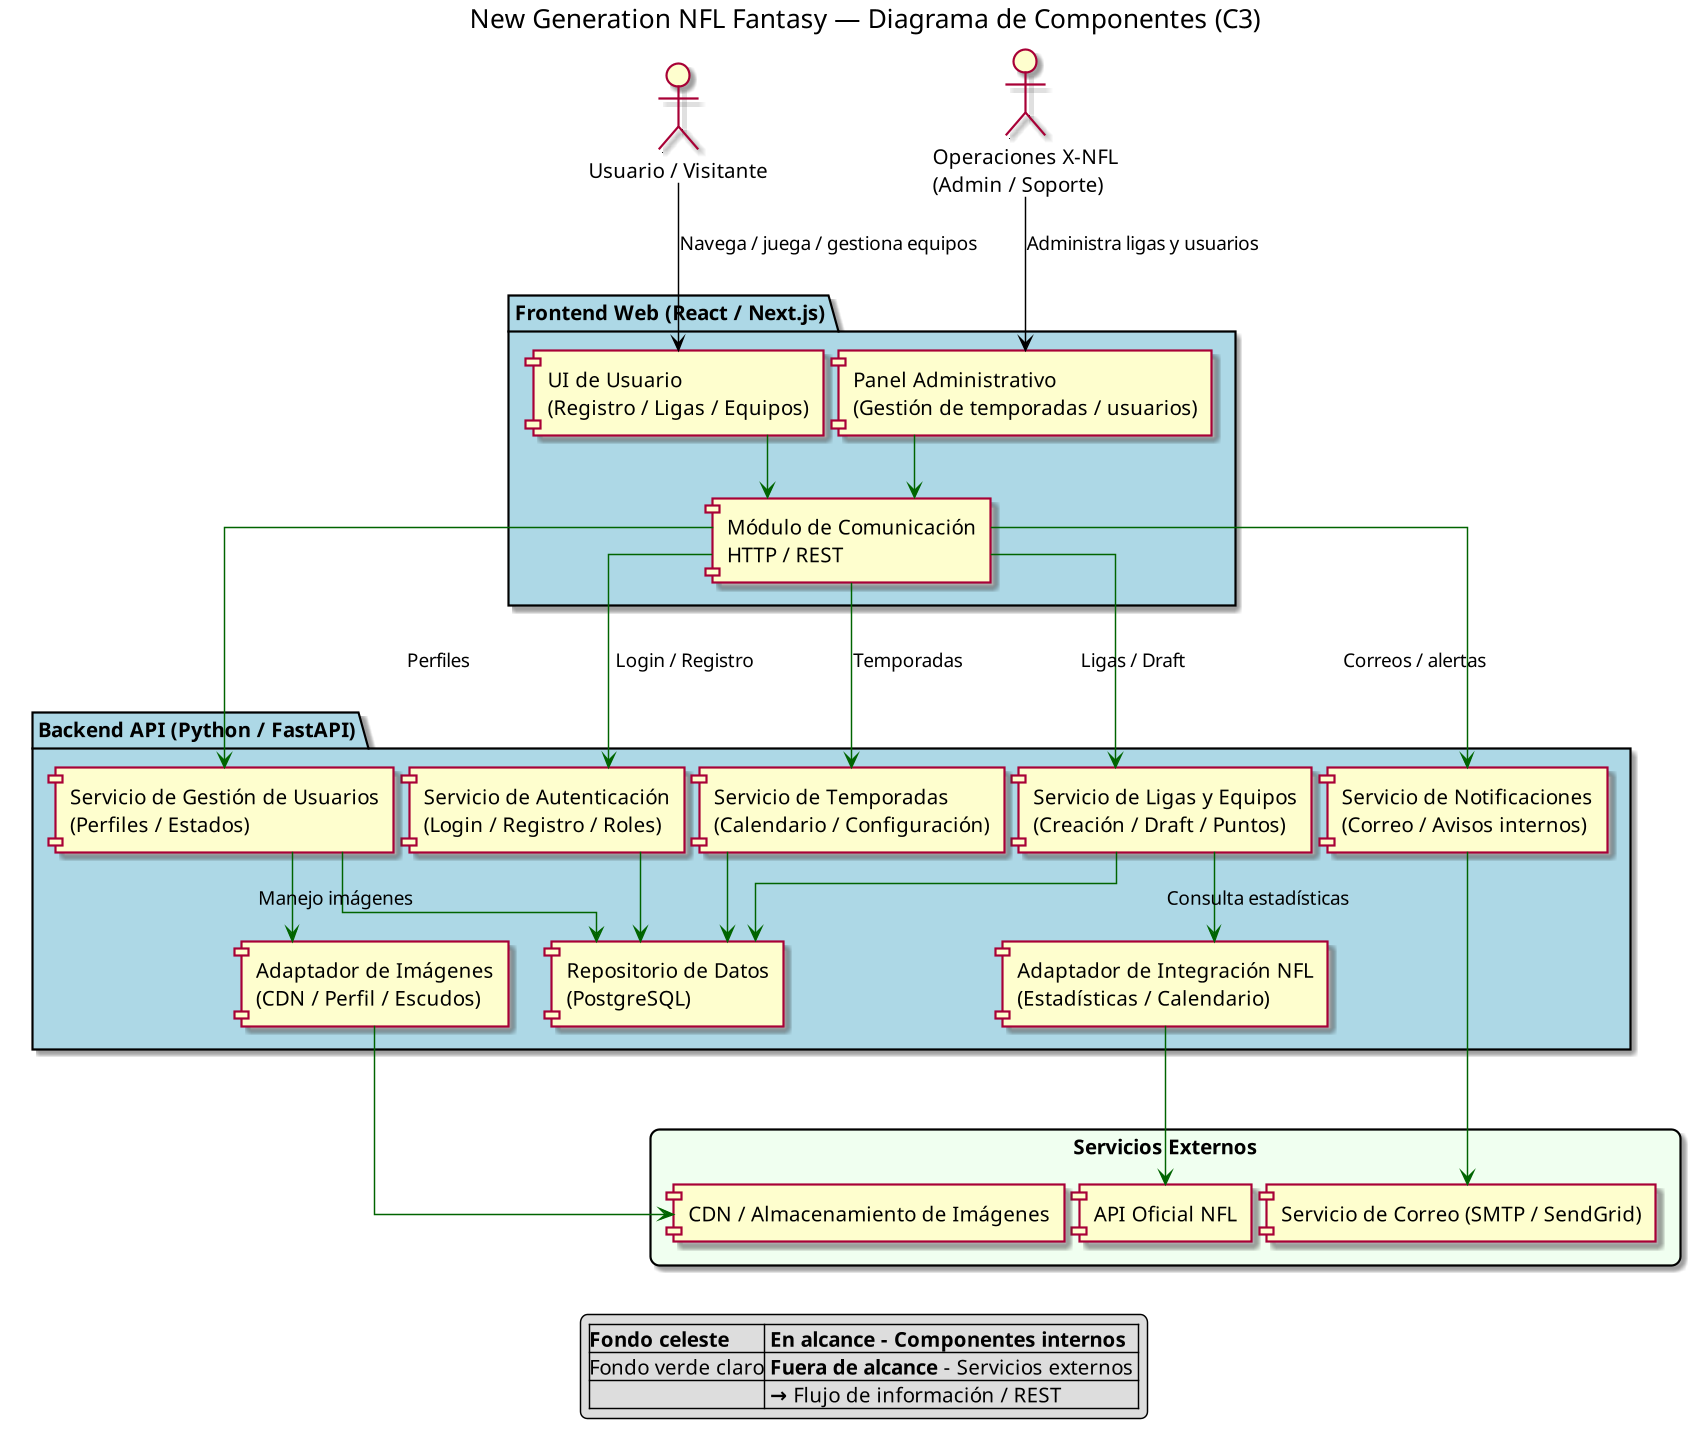 New Generation NFL Fantasy — Diagrama de Componentes (C3)
Usuario / Visitante
Operaciones X-NFL
(Admin / Soporte)
Navega / juega / gestiona equipos
Administra ligas y usuarios
Frontend Web (React / Next.js)
UI de Usuario
(Registro / Ligas / Equipos)
Panel Administrativo
(Gestión de temporadas / usuarios)
Módulo de Comunicación
HTTP / REST
Perfiles
Login / Registro
Temporadas
Ligas / Draft
Correos / alertas
Backend API (Python / FastAPI)
Servicio de Gestión de Usuarios
(Perfiles / Estados)
Servicio de Autenticación
(Login / Registro / Roles)
Servicio de Temporadas
(Calendario / Configuración)
Servicio de Ligas y Equipos
(Creación / Draft / Puntos)
Servicio de Notificaciones
(Correo / Avisos internos)
Manejo imágenes
Consulta estadísticas
Adaptador de Imágenes
(CDN / Perfil / Escudos)
Repositorio de Datos
(PostgreSQL)
Adaptador de Integración NFL
(Estadísticas / Calendario)
Servicios Externos
CDN / Almacenamiento de Imágenes
API Oficial NFL
Servicio de Correo (SMTP / SendGrid)
Fondo celeste En alcance - Componentes internos
Fondo verde claro Fuera de alcance - Servicios externos
→ Flujo de información / REST